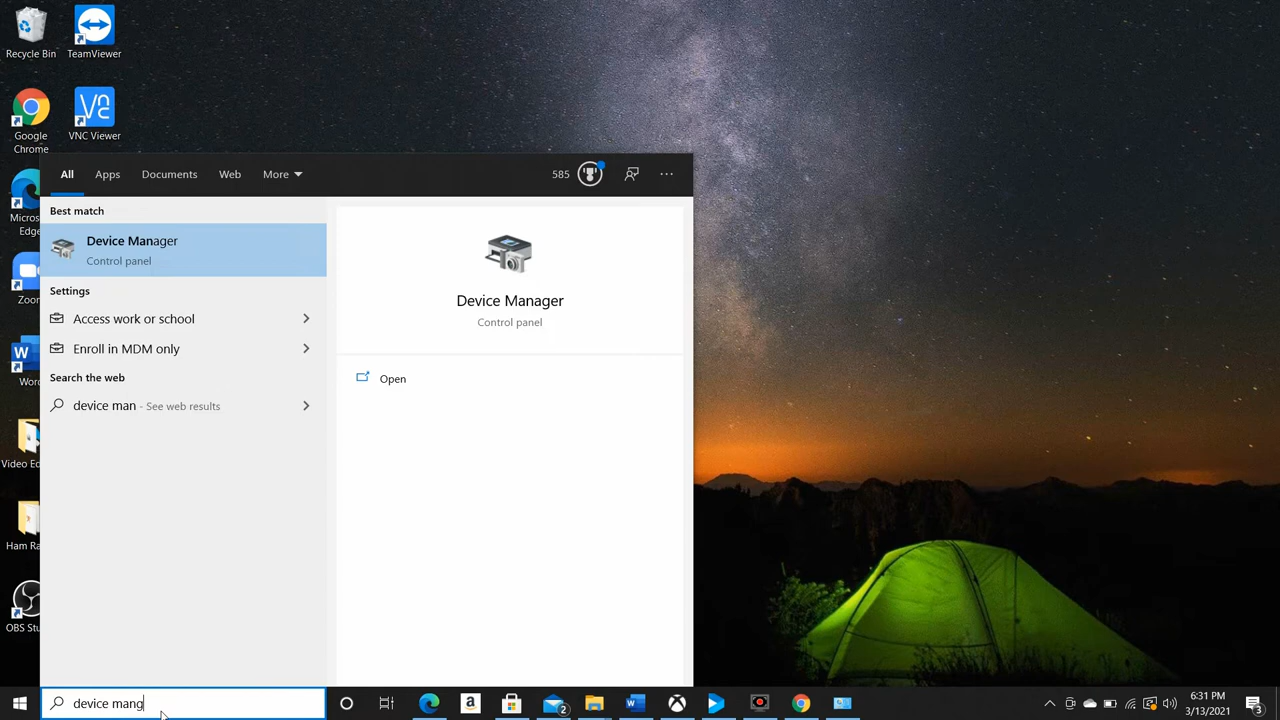 Recycle Bin
TeamViewer
Google
Chrome
VNC Viewer
Micros
Edge
Zoon
Word
Video Ed
Ham Ra
OBS Stu
All
Apps
Documents
Web
More
585
Best match
Device Manager
Control panel
Settings
Access work or school
Enroll in MDM only
Search the web
device man - See web results
Device Manager
Control panel
Open
device mang
2
6:31 PM
3/13/2021
3